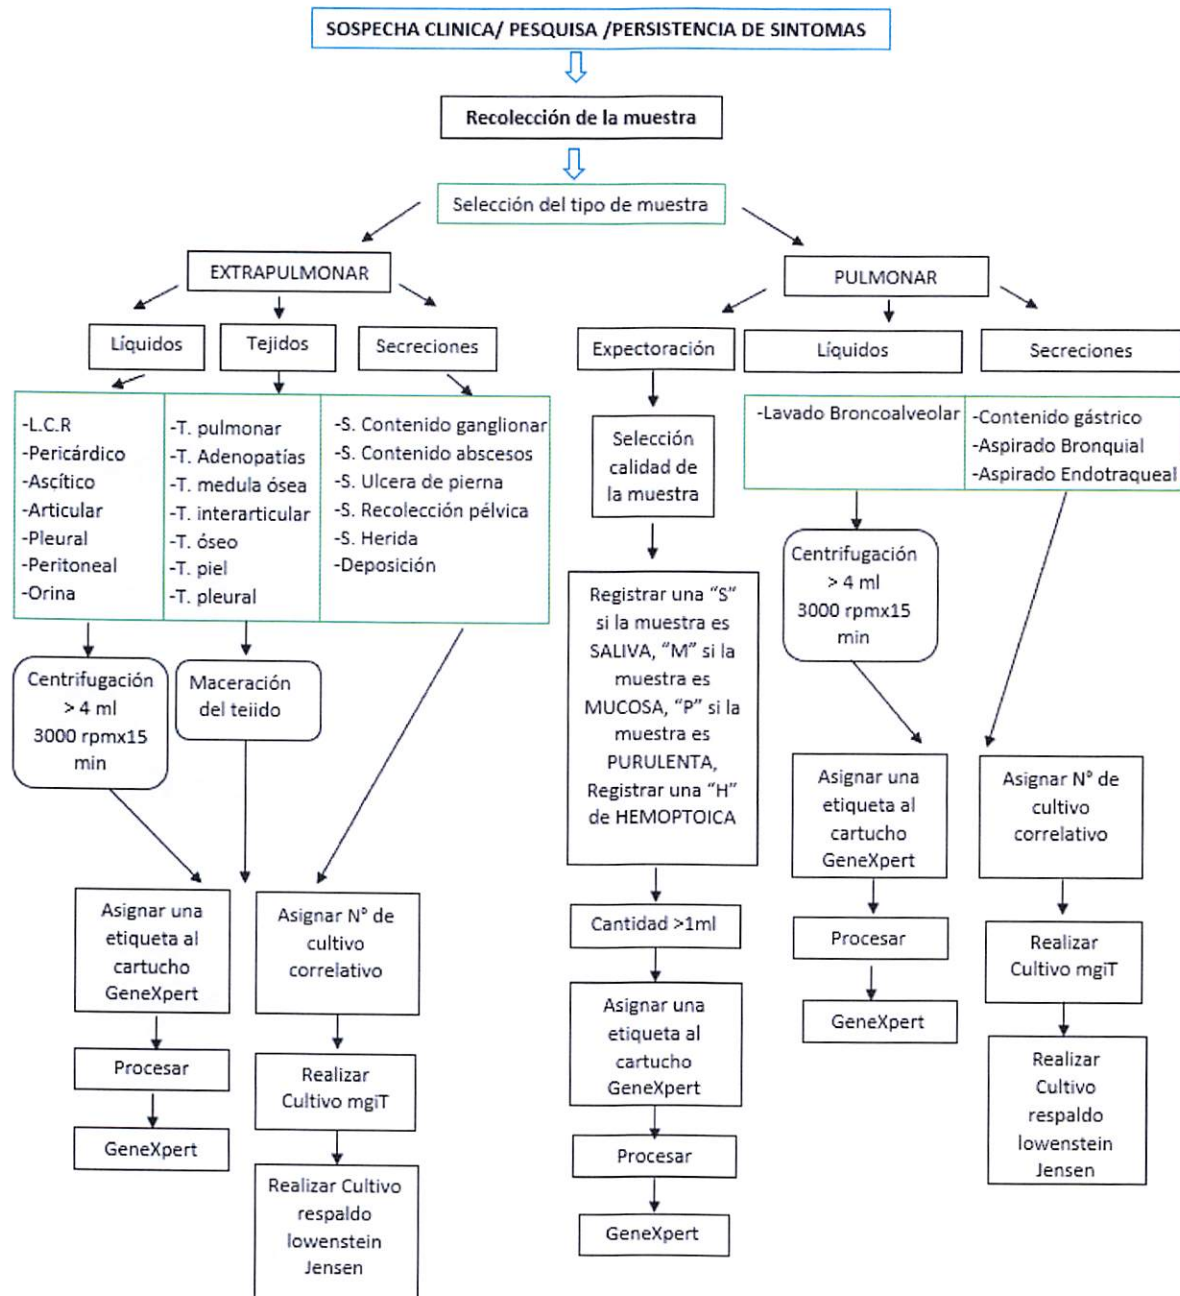 SOSPECHA CLINICA/ PESQUISA /PERSISTENCIA DE SINTOMAS
Recolección de la muestra
Selección del tipo de muestra
EXTRAPULMONAR
Líquidos
Tejidos
Secreciones
-L.C.R
-Pericárdico
-Ascítico
-Articular
-Pleural
-Peritoneal
-Orina
-T. pulmonar
-T. Adenopatías
-T. medula ósea
-T. interarticular
-T. óseo
-T. piel
-T. pleural
-S. Contenido ganglionar
-S. Contenido abscesos
-S. Ulcera de pierna
-S. Recolección pélvica
-S. Herida
-Deposición
Centrifugación
> 4 ml
3000 rpmx15
min
Maceración
del tejido
Asignar una
etiqueta al
cartucho
GeneXpert
Procesar
GeneXpert
Asignar N° de
cultivo
correlativo
Realizar
Cultivo mgiT
Realizar Cultivo
respaldo
lowenstein
Jensen
PULMONAR
Expectoración
Líquidos
Secreciones
Selección
calidad de
la muestra
Registrar una "S"
si la muestra es
SALIVA, "M" si la
muestra es
MUCOSA, "P" si la
muestra es
PURULENTA,
Registrar una "H"
de HEMOPTOICA
Cantidad >1ml
Asignar una
etiqueta al
cartucho
GeneXpert
Procesar
GeneXpert
-Lavado Broncoalveolar
-Contenido gástrico
-Aspirado Bronquial
-Aspirado Endotraqueal
Centrifugación
> 4 ml
3000 rpmx15
min
Asignar una
etiqueta al
cartucho
GeneXpert
Procesar
GeneXpert
Asignar N° de
cultivo
correlativo
Realizar
Cultivo mgiT
Realizar
Cultivo
respaldo
lowenstein
Jensen